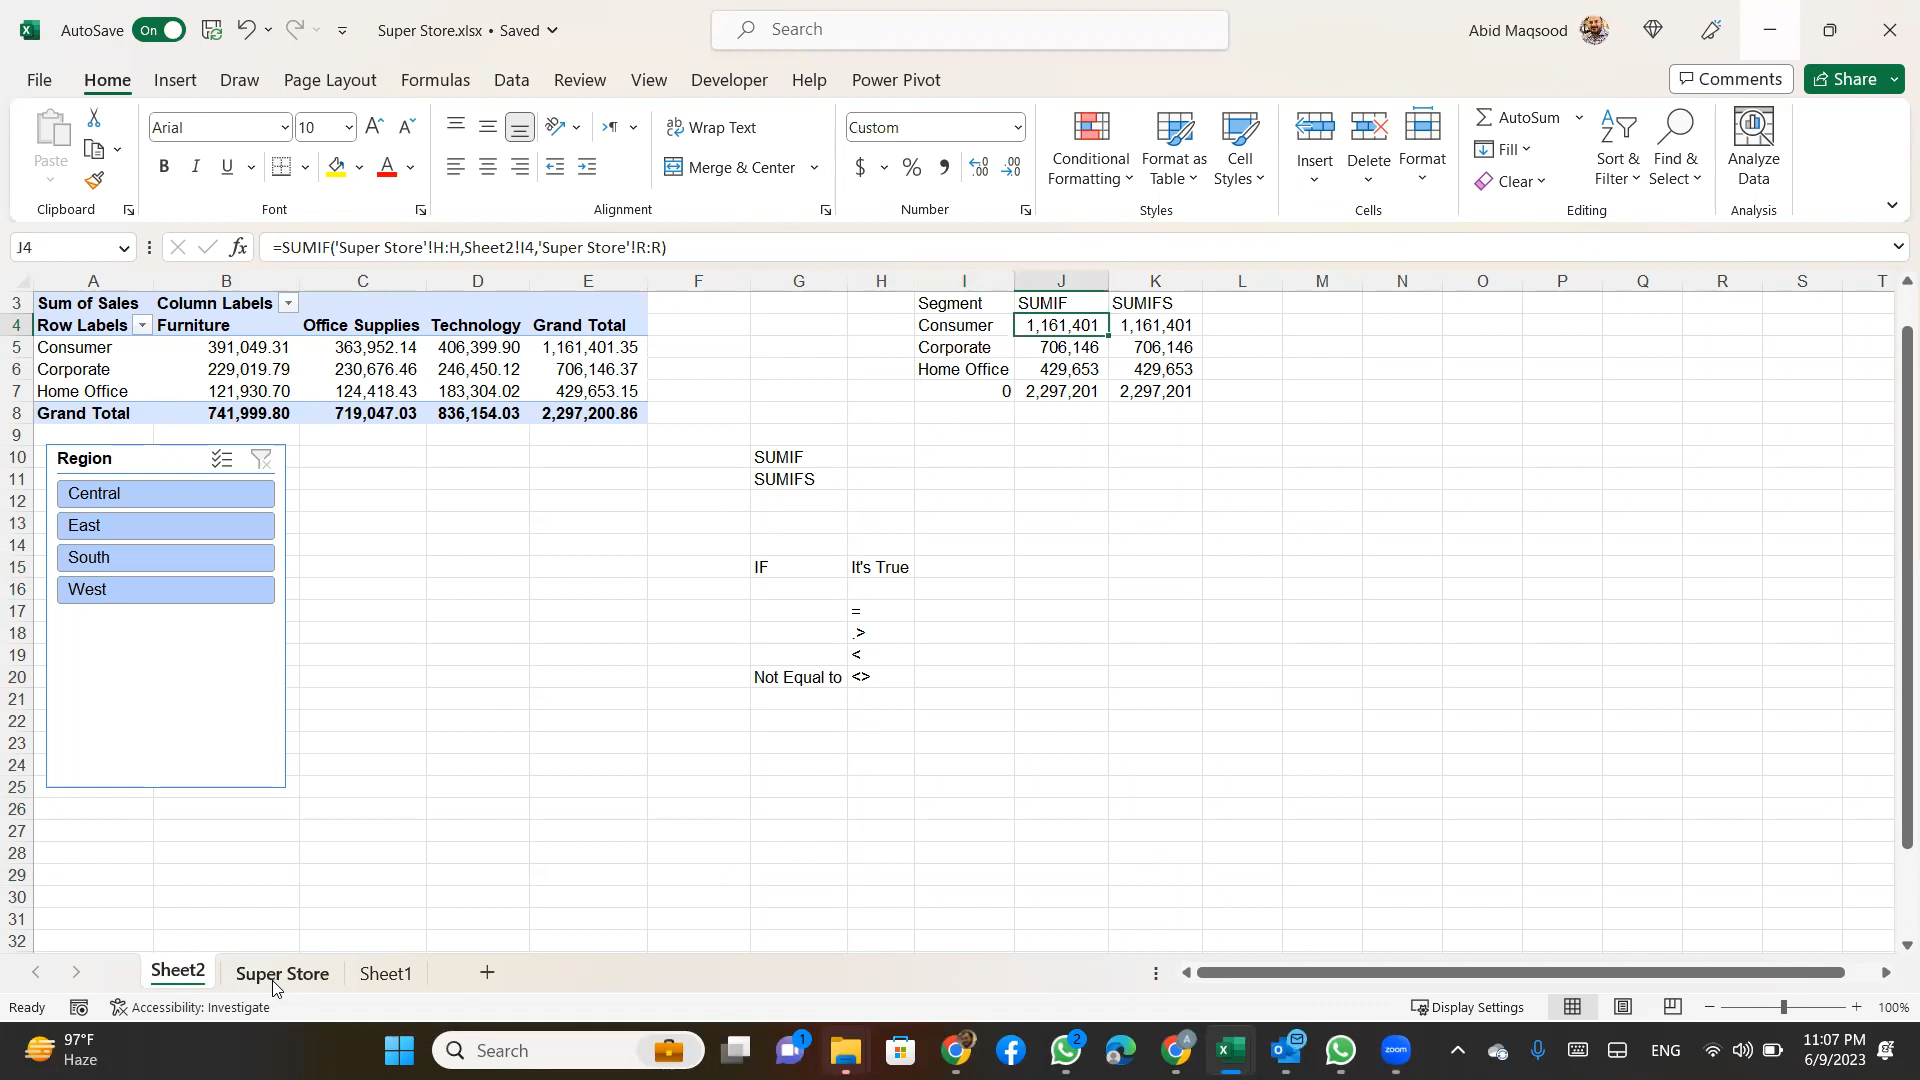 AutoSave On Super Store.xlsx • Saved Search Abid Maqsood
File Home Insert Draw Page Layout Formulas Data Review View Developer Help Power Pivot Comments Share
Paste Arial 10 Wrap Text Custom Conditional Formatting Format as Table Cell Styles Insert Delete Format AutoSum Sort & Filter Find & Select Analyze Data
B I U Merge & Center $ % Fill
Clear
Clipboard Font Alignment Number Styles Cells Editing Analysis
J4 fx =SUMIF('Super Store'!H:H,Sheet2!I4,'Super Store'!R:R)
A B C D E F G H I J K L M N O P Q R S T
3 Sum of Sales Column Labels Segment SUMIF SUMIFS
4 Row Labels Furniture Office Supplies Technology Grand Total Consumer 1,161,401 1,161,401
5 Consumer 391,049.31 363,952.14 406,399.90 1,161,401.35 Corporate 706,146 706,146
6 Corporate 229,019.79 230,676.46 246,450.12 706,146.37 Home Office 429,653 429,653
7 Home Office 121,930.70 124,418.43 183,304.02 429,653.15 0 2,297,201 2,297,201
8 Grand Total 741,999.80 719,047.03 836,154.03 2,297,200.86
9
10 Region SUMIF
11 SUMIFS
Central
12
East
13
14
South
15 IF It's True
16 West
17 =
18 .>
19 <
20 Not Equal to <>
21
22
23
24
25
26
27
28
29
30
31
32
Sheet2 Super Store Sheet1
Ready Accessibility: Investigate Display Settings 100%
97°F
Haze
Search 1 2 zoom ENG 11:07 PM
6/9/2023